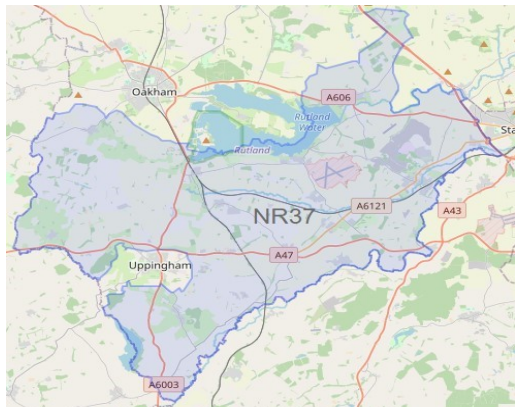 Oakham
A606
Rutland
Water
Rutland
Sta
A6121
NR37
A43
A47
Uppingham
A6003